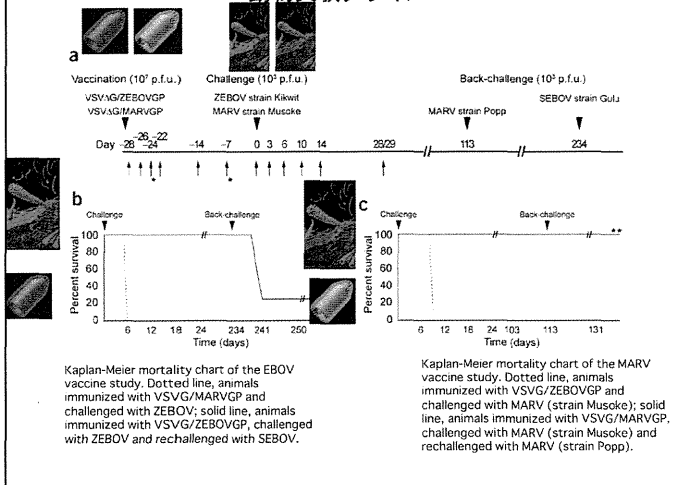 a
Vaccination (10⁷ p.f.u.)
Challenge (10³ p.f.u.)
Back-challenge (10³ p.f.u.)
VSV∆G/ZEBOVGP
VSV∆G/MARVGP
ZEBOV strain Kikwit
MARV strain Musoke
MARV strain Popp
SEBOV strain Gulu
Day -28 -26 -24 -22 -14 -7 0 3 6 10 14 28/29 // 113 // 234
* *
b
Challenge
Back-challenge
Percent survival
100
80
60
40
20
0
6 12 18 24 234 241 250
Time (days)
c
Challenge
Back-challenge
**
Percent survival
100
80
60
40
20
0
6 12 18 24 103 113 131
Time (days)
Kaplan-Meier mortality chart of the EBOV
vaccine study. Dotted line, animals
immunized with VSVG/MARVGP and
challenged with ZEBOV; solid line, animals
immunized with VSVG/ZEBOVGP, challenged
with ZEBOV and rechallenged with SEBOV.
Kaplan-Meier mortality chart of the MARV
vaccine study. Dotted line, animals
immunized with VSVG/ZEBOVGP and
challenged with MARV (strain Musoke); solid
line, animals immunized with VSVG/MARVGP,
challenged with MARV (strain Musoke) and
rechallenged with MARV (strain Popp).